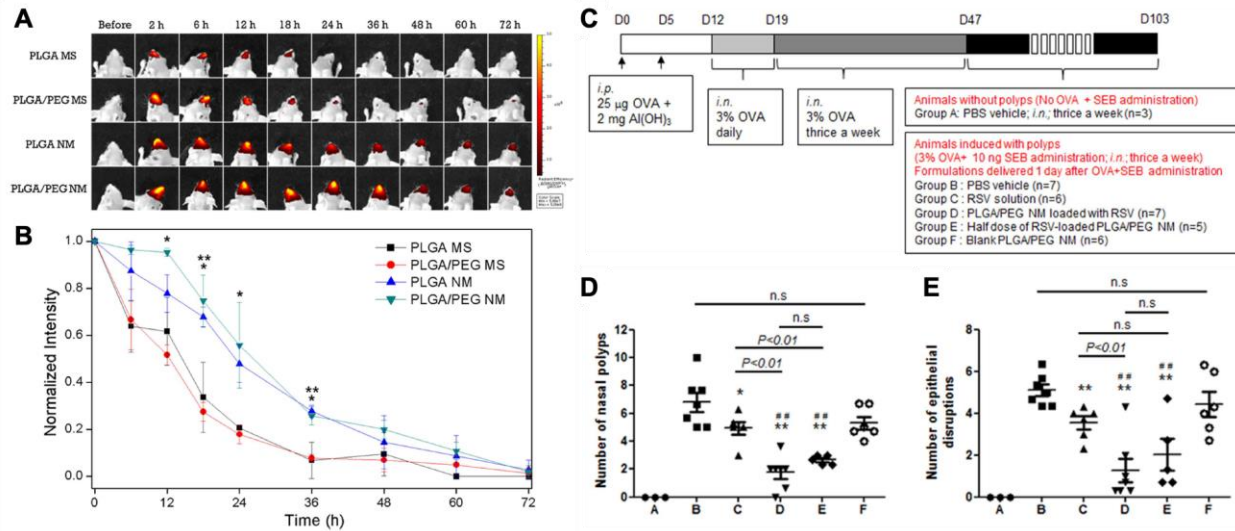 A
Before 2 h 6 h 12 h 18 h 24 h 36 h 48 h 60 h 72 h
PLGA MS
PLGA/PEG MS
PLGA NM
PLGA/PEG NM
B
Normalized Intensity
1.0
0.8
0.6
0.4
0.2
0.0
* ** * * ** *
PLGA MS
PLGA/PEG MS
PLGA NM
PLGA/PEG NM
0 12 24 36 48 60 72
Time (h)
C
D0 D5 D12 D19 D47 D103
i.p.
25 µg OVA +
2 mg Al(OH)3
i.n.
3% OVA
daily
i.n.
3% OVA
thrice a week
Animals without polyps (No OVA + SEB administration)
Group A: PBS vehicle; i.n.; thrice a week (n=3)
Animals induced with polyps
(3% OVA+ 10 ng SEB administration; i.n.; thrice a week)
Formulations delivered 1 day after OVA+SEB administration
Group B : PBS vehicle (n=7)
Group C : RSV solution (n=6)
Group D : PLGA/PEG NM loaded with RSV (n=7)
Group E : Half dose of RSV-loaded PLGA/PEG NM (n=5)
Group F : Blank PLGA/PEG NM (n=6)
D
n.s
n.s
P<0.01
P<0.01
Number of nasal polyps
12
10
8
6
4
2
0
* ## ** ## **
A B C D E F
E
n.s
n.s
n.s
P<0.01
Number of epithelial
disruptions
10
8
6
4
2
0
** ## ** ## **
A B C D E F